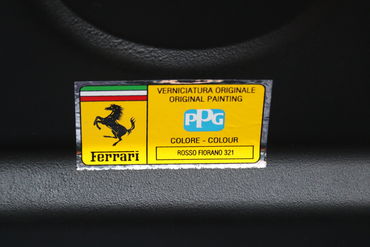 VERNICIATURA ORIGINALE
ORIGINAL PAINTING
PPG
COLORE - COLOUR
ROSSO FIORANO 321
Ferrari